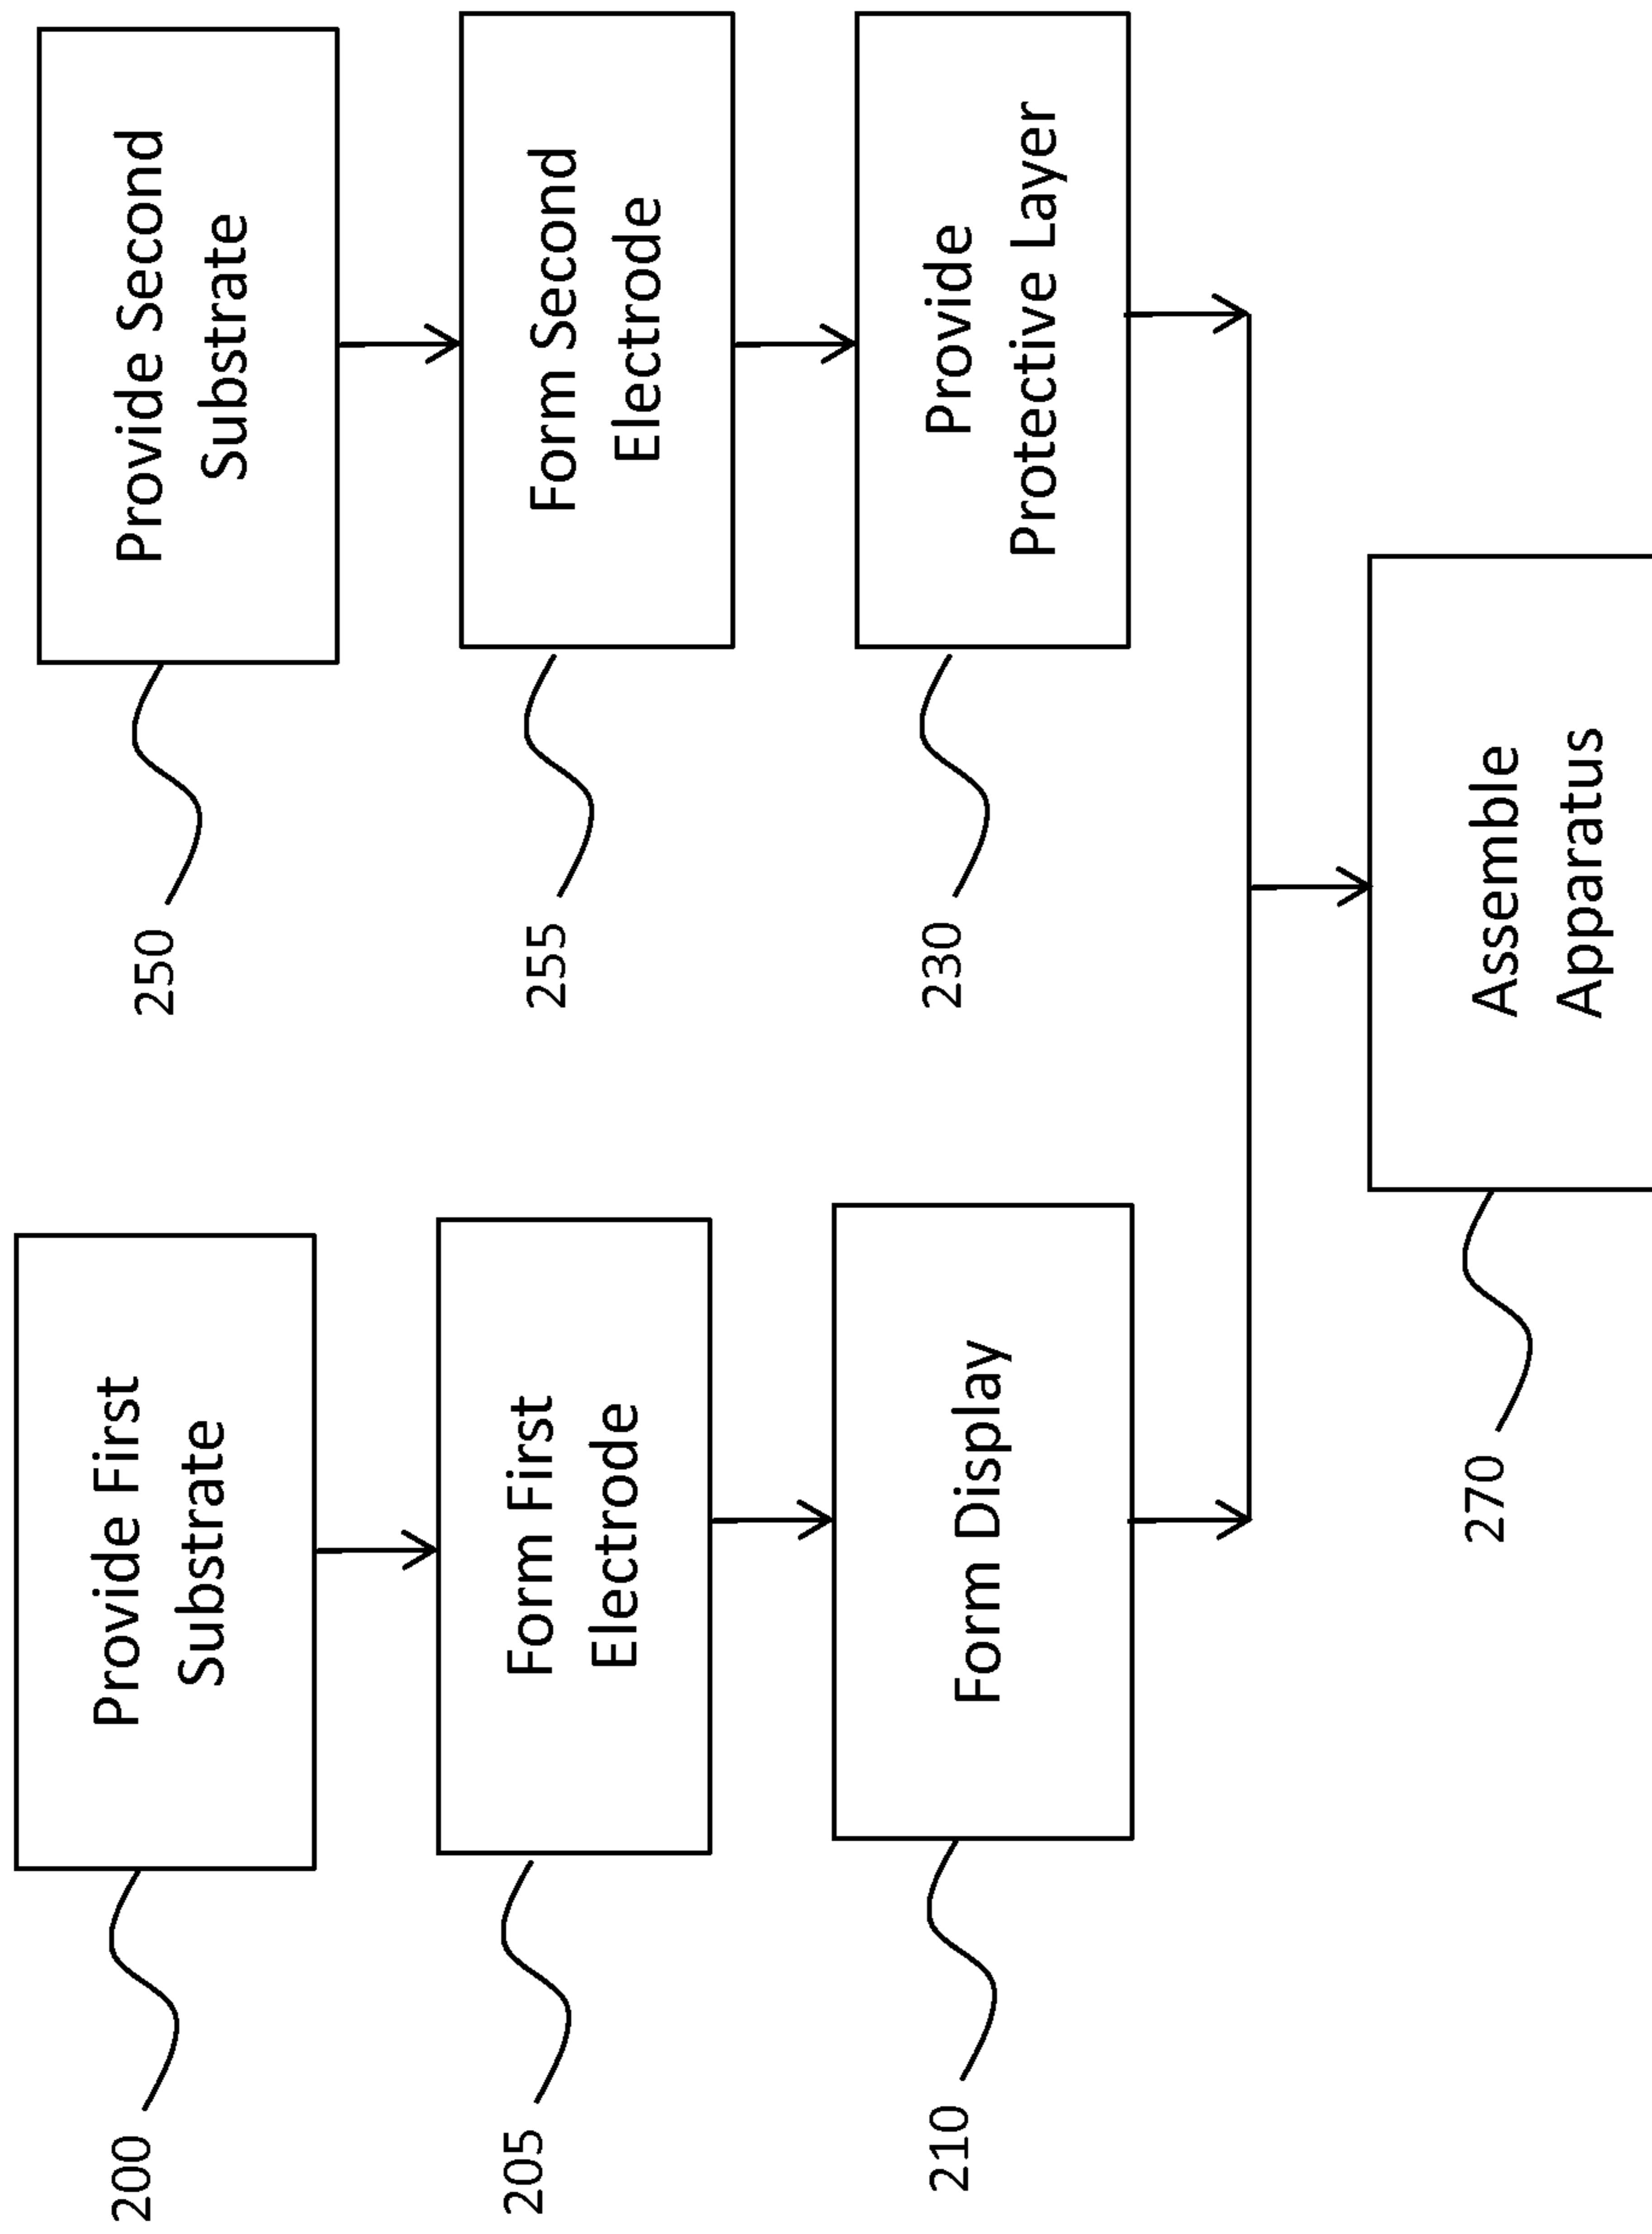 200
Provide First
Substrate
205
Form First
Electrode
210
Form Display
250
Provide Second
Substrate
255
Form Second
Electrode
230
Provide
Protective Layer
270
Assemble
Apparatus